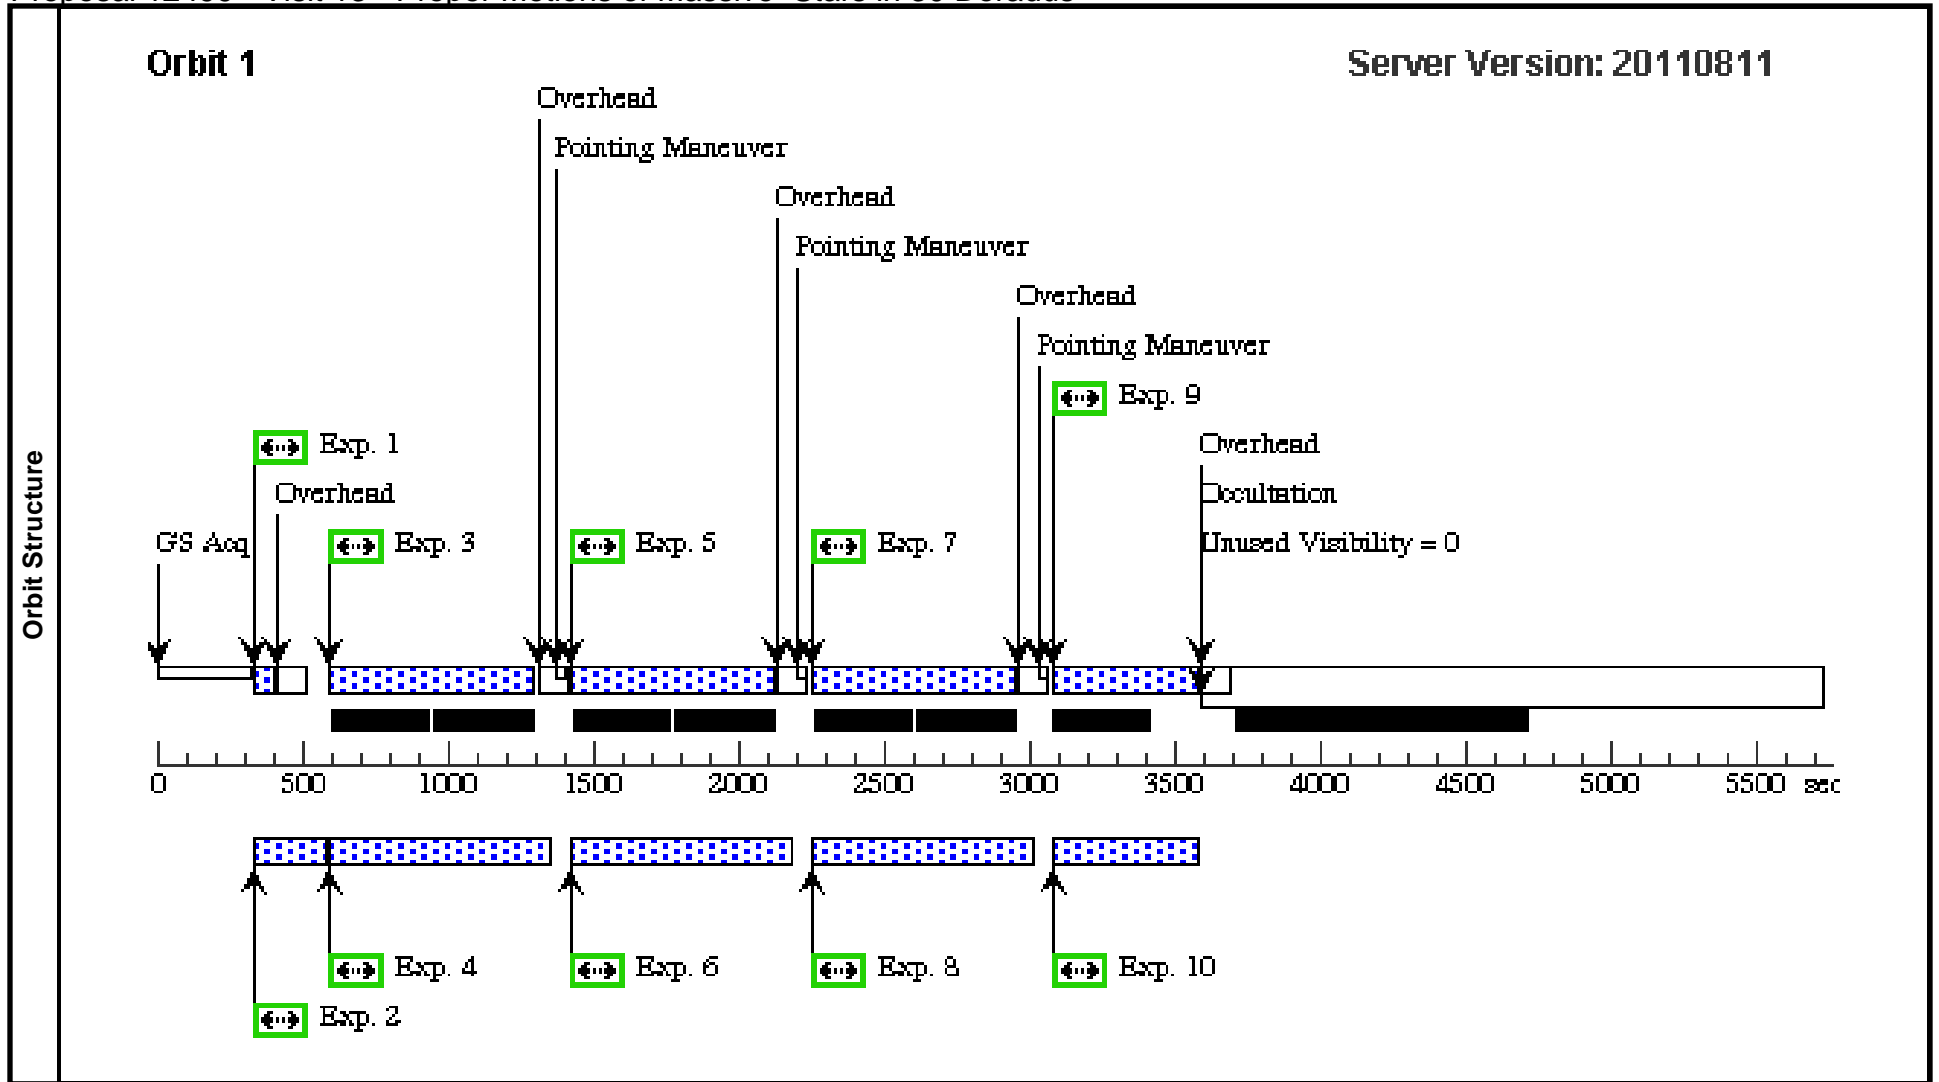 Orbit 1
Server Version: 20110811
Overhead
Pointing Maneuver
Overhead
Pointing Maneuver
Overhead
Pointing Maneuver
Exp. 9
Exp. 1
Overhead
Overhead
Occultation
GS Acq
Exp. 3
Exp. 5
Exp. 7
Unused Visibility = 0
Orbit Structure
0 500 1000 1500 2000 2500 3000 3500 4000 4500 5000 5500 sec
Exp. 4
Exp. 6
Exp. 8
Exp. 10
Exp. 2